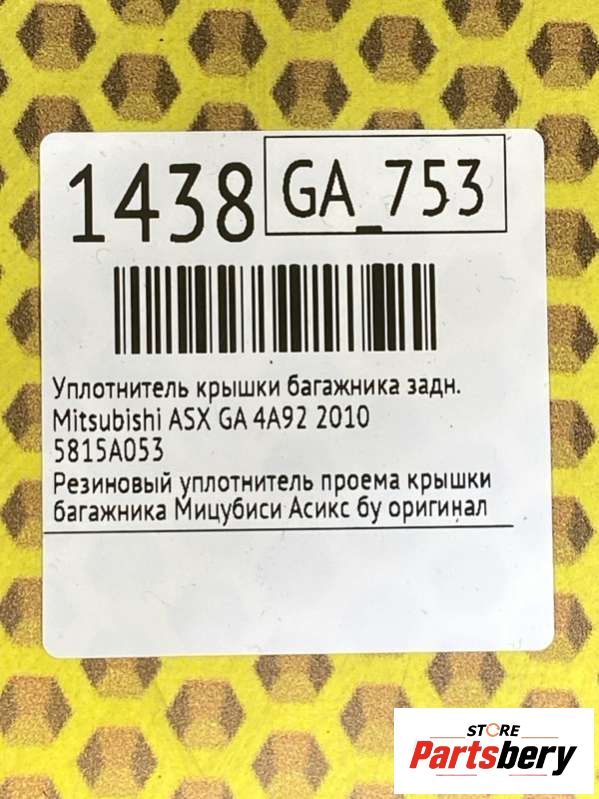 1438 GA_753
Уплотнитель крышки багажника задн.
Mitsubishi ASX GA 4A92 2010
5815A053
Резиновый уплотнитель проема крышки
багажника Мицубиси Асикс бу оригинал
STORE
Partsbery